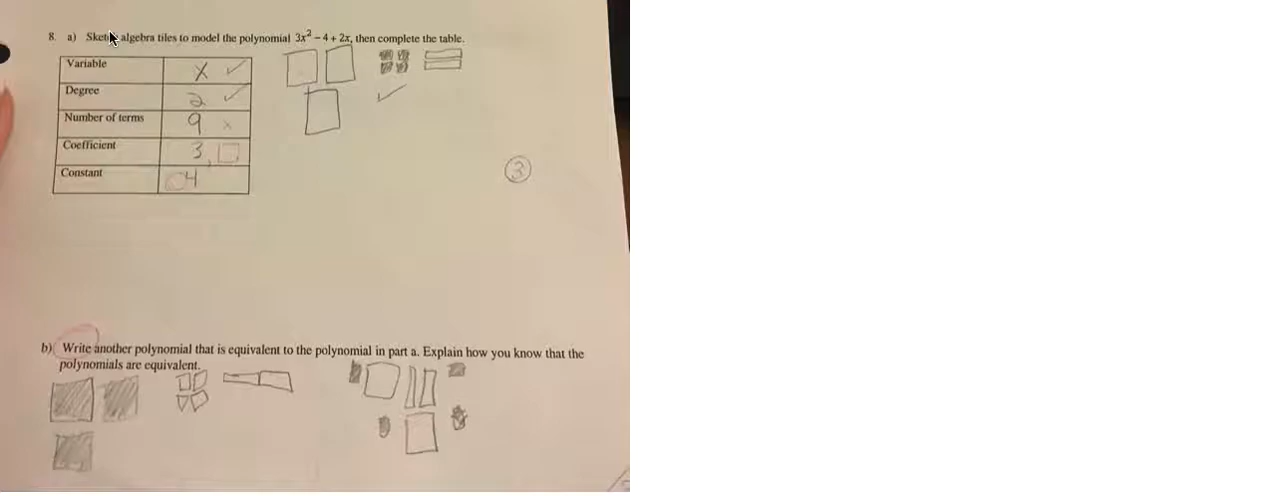 8. a) Sketch algebra tiles to model the polynomial 3x² – 4 + 2x, then complete the table.
Variable x ✓
Degree 2 ✓
Number of terms 9 x
Coefficient 3,
Constant 4
3
b) Write another polynomial that is equivalent to the polynomial in part a. Explain how you know that the
polynomials are equivalent.